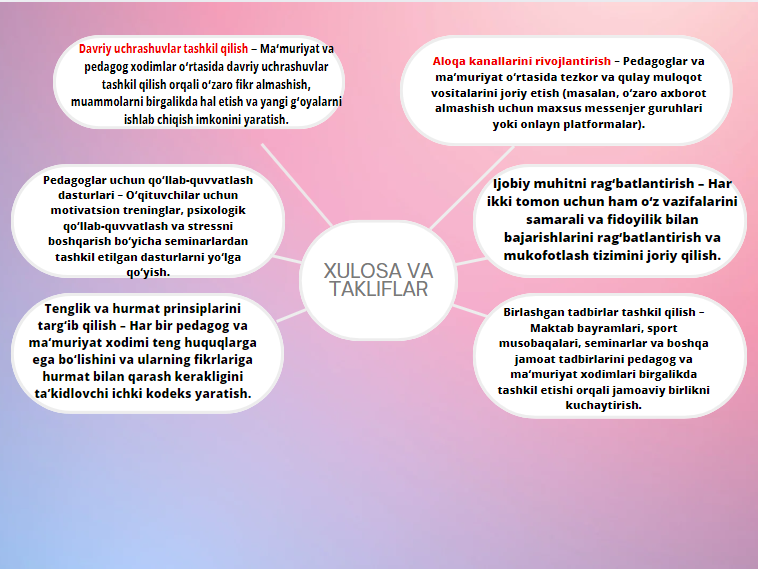 Davriy uchrashuvlar tashkil qilish – Ma’muriyat va
pedagog xodimlar o‘rtasida davriy uchrashuvlar
tashkil qilish orqali o‘zaro fikr almashish,
muammolarni birgalikda hal etish va yangi g‘oyalarni
ishlab chiqish imkonini yaratish.
Aloqa kanallarini rivojlantirish – Pedagoglar va
ma’muriyat o‘rtasida tezkor va qulay muloqot
vositalarini joriy etish (masalan, o‘zaro axborot
almashish uchun maxsus messenjer guruhlari
yoki onlayn platformalar).
Pedagoglar uchun qo‘llab-quvvatlash
dasturlari – O‘qituvchilar uchun
motivatsion treninglar, psixologik
qo‘llab-quvvatlash va stressni
boshqarish bo‘yicha seminarlardan
tashkil etilgan dasturlarni yo‘lga
qo‘yish.
Ijobiy muhitni rag‘batlantirish – Har
ikki tomon uchun ham o‘z vazifalarini
samarali va fidoyilik bilan
bajarishlarini rag‘batlantirish va
mukofotlash tizimini joriy qilish.
XULOSA VA
TAKLIFLAR
Tenglik va hurmat prinsiplarini
targ‘ib qilish – Har bir pedagog va
ma’muriyat xodimi teng huquqlarga
ega bo‘lishini va ularning fikrlariga
hurmat bilan qarash kerakligini
ta’kidlovchi ichki kodeks yaratish.
Birlashgan tadbirlar tashkil qilish –
Maktab bayramlari, sport
musobaqalari, seminarlar va boshqa
jamoat tadbirlarini pedagog va
ma’muriyat xodimlari birgalikda
tashkil etishi orqali jamoaviy birlikni
kuchaytirish.